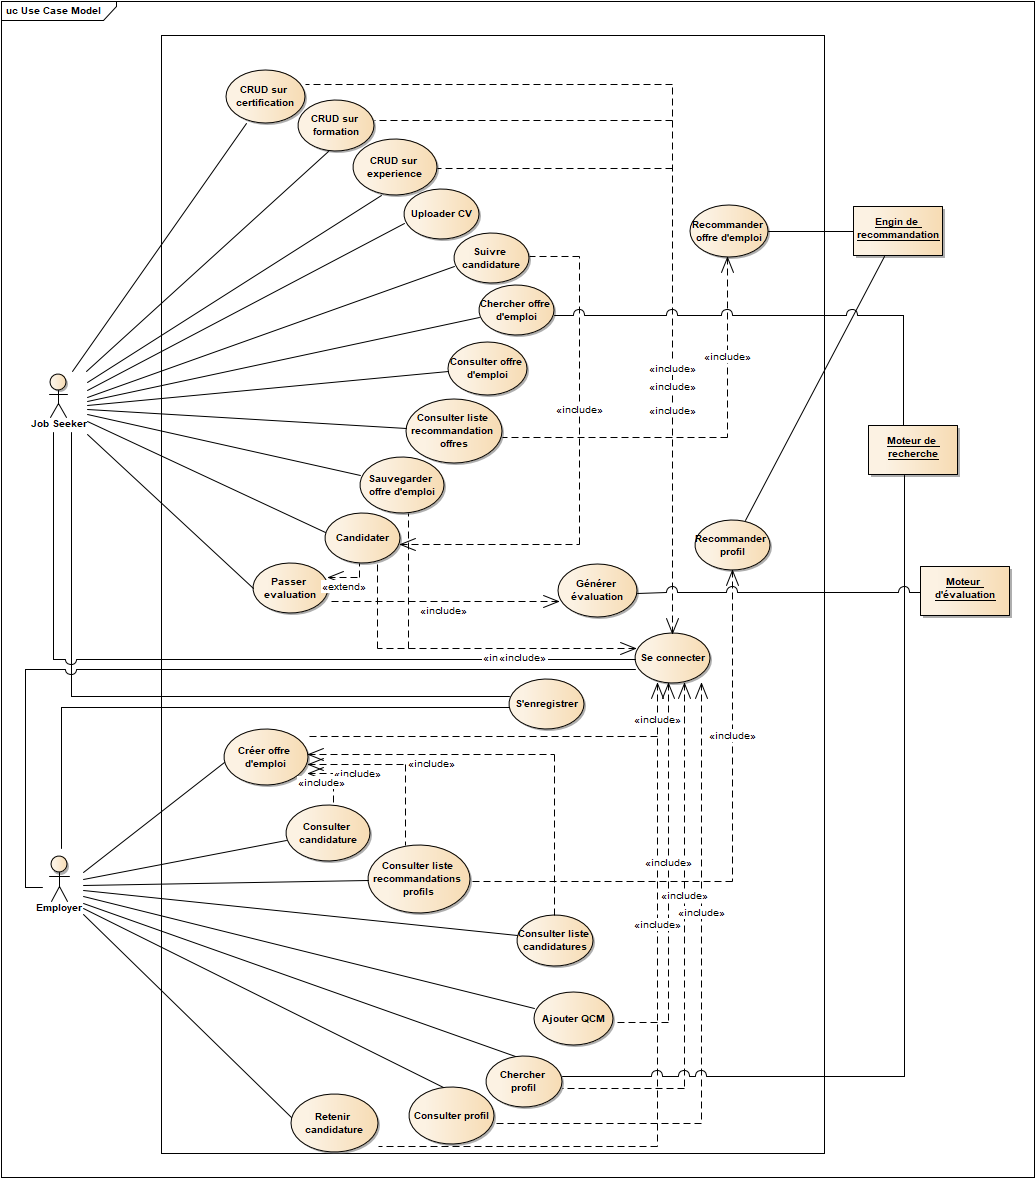 uc Use Case Model
CRUD sur
certification
CRUD sur
formation
CRUD sur
experience
Uploader CV
Recommander
offre d'emploi
Engin de
recommandation
Suivre
candidature
Chercher offre
d'emploi
«include»
Consulter offre
d'emploi
«include»
«include»
«include»
«include»
Job Seeker
Consulter liste
recommandation
offres
Moteur de
recherche
Sauvegarder
offre d'emploi
Candidater
Recommander
profil
Passer
evaluation
«extend»
Générer
évaluation
Moteur
d'évaluation
«include»
«in
«include»
Se connecter
S'enregistrer
«include»
«include»
Créer offre
d'emploi
«include»
«include»
«include»
Consulter
candidature
Consulter liste
recommandations
profils
«include»
Employer
«include»
«include»
«include»
Consulter liste
candidatures
Ajouter QCM
Chercher
profil
Consulter profil
Retenir
candidature